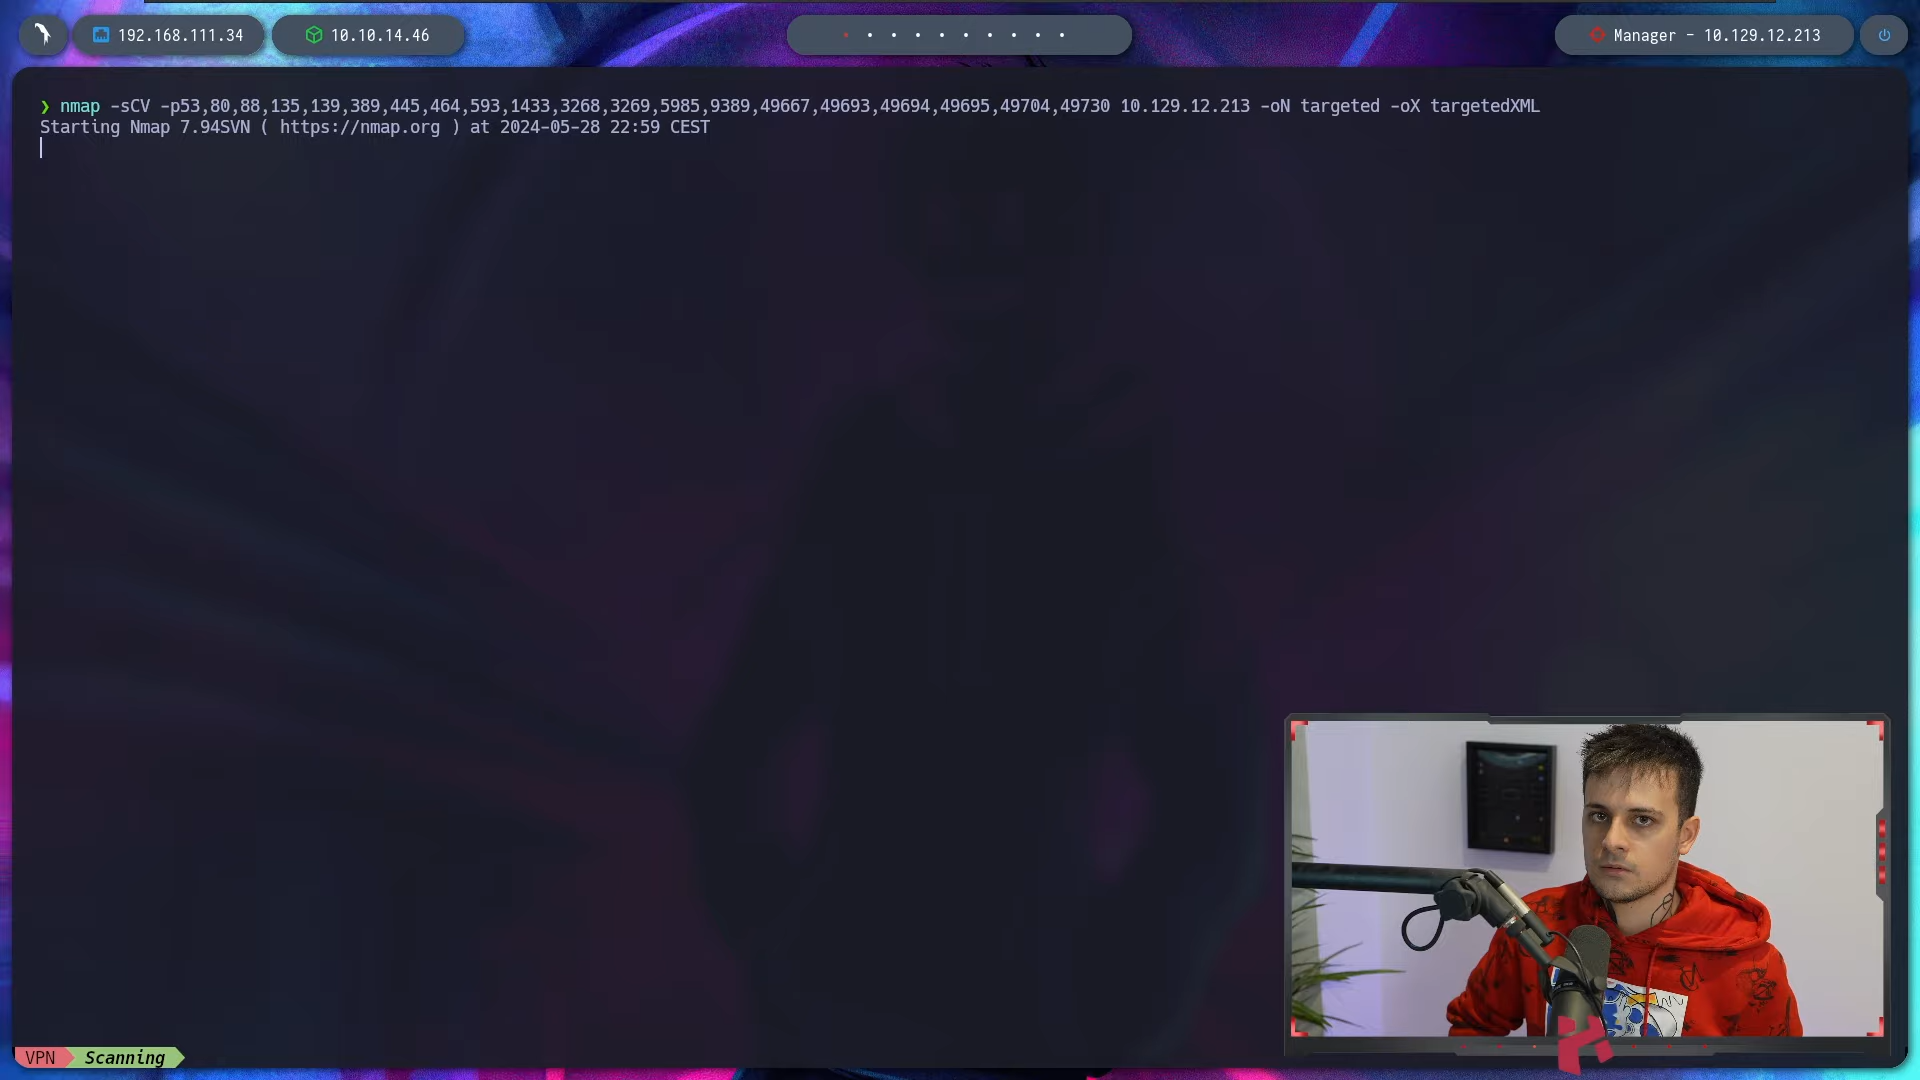 192.168.111.34
10.10.14.46
Manager - 10.129.12.213
❯ nmap -sCV -p53,80,88,135,139,389,445,464,593,1433,3268,3269,5985,9389,49667,49693,49694,49695,49704,49730 10.129.12.213 -oN targeted -oX targetedXML
Starting Nmap 7.94SVN ( https://nmap.org ) at 2024-05-28 22:59 CEST
VPN
Scanning